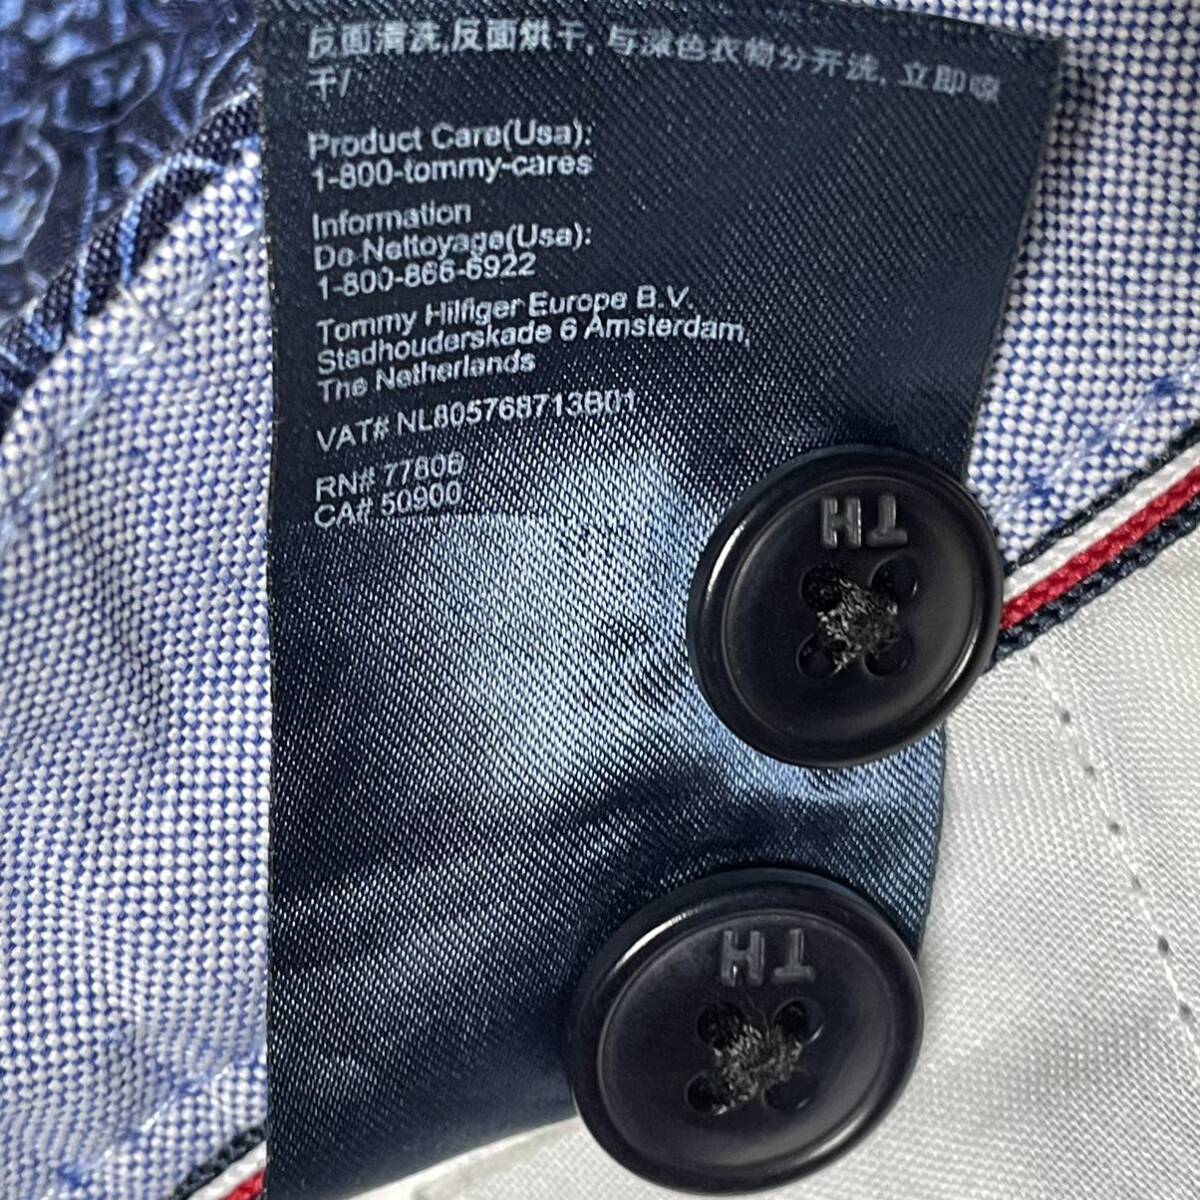 反面清洗,反面烘干, 与深色衣物分开洗, 立即晾
干/
Product Care(Usa):
1-800-tommy-cares
Information
De Nettoyage(Usa):
1-800-866-6922
Tommy Hilfiger Europe B.V.
Stadhouderskade 6 Amsterdam,
The Netherlands
VAT# NL805768713B01
RN# 77806
CA# 50900
TH
TH